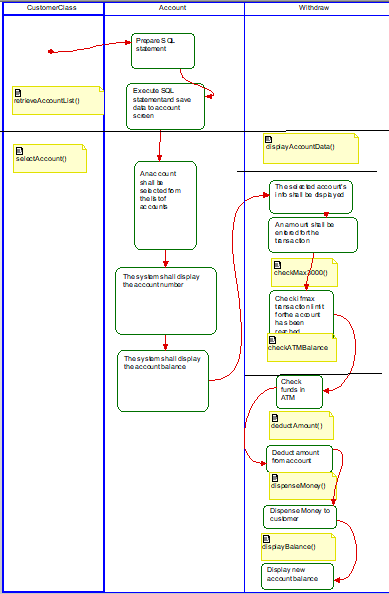 CustomerClass
Account
Withdraw
Prepare SQL
statement
retrieveAccountList()
Execute SQL
statement and save
data to account
screen
displayAccountData()
selectAccount()
An account
shall be
selected from
the list of
accounts
The selected account's
info shall be displayed
An amount shall be
entered for the
transaction
checkMax3000()
The system shall display
the account number
Check if max
transaction limit
for the account
has been
reached
checkATMBalance
The system shall display
the account balance
Check
funds in
ATM
deductAmount()
Deduct amount
from account
dispenseMoney()
Dispense Money to
customer
displayBalance()
Display new
account balance